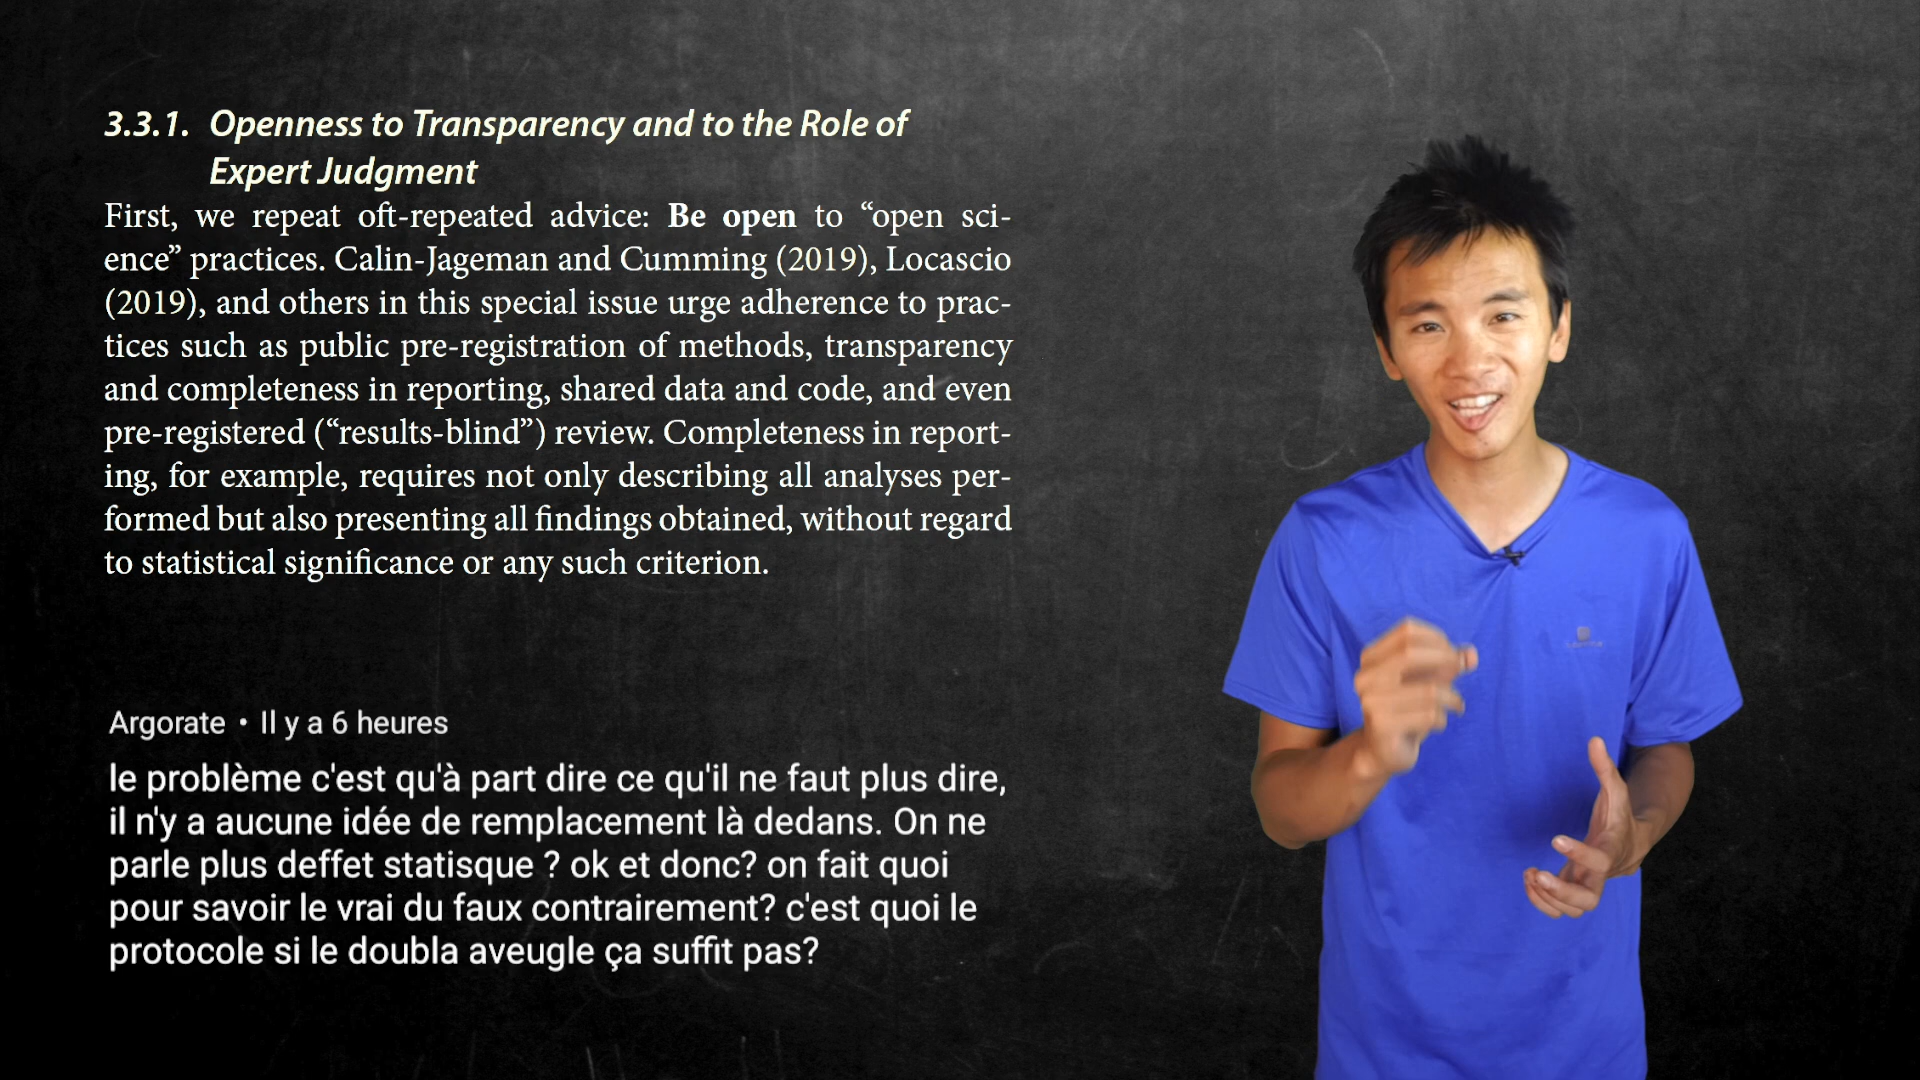 3.3.1. Openness to Transparency and to the Role of
Expert Judgment
First, we repeat oft-repeated advice: Be open to “open sci-
ence” practices. Calin-Jageman and Cumming (2019), Locascio
(2019), and others in this special issue urge adherence to prac-
tices such as public pre-registration of methods, transparency
and completeness in reporting, shared data and code, and even
pre-registered (“results-blind”) review. Completeness in report-
ing, for example, requires not only describing all analyses per-
formed but also presenting all findings obtained, without regard
to statistical significance or any such criterion.
Argorate • Il y a 6 heures
le problème c'est qu'à part dire ce qu'il ne faut plus dire,
il n'y a aucune idée de remplacement là dedans. On ne
parle plus deffet statisque ? ok et donc? on fait quoi
pour savoir le vrai du faux contrairement? c'est quoi le
protocole si le doubla aveugle ça suffit pas?